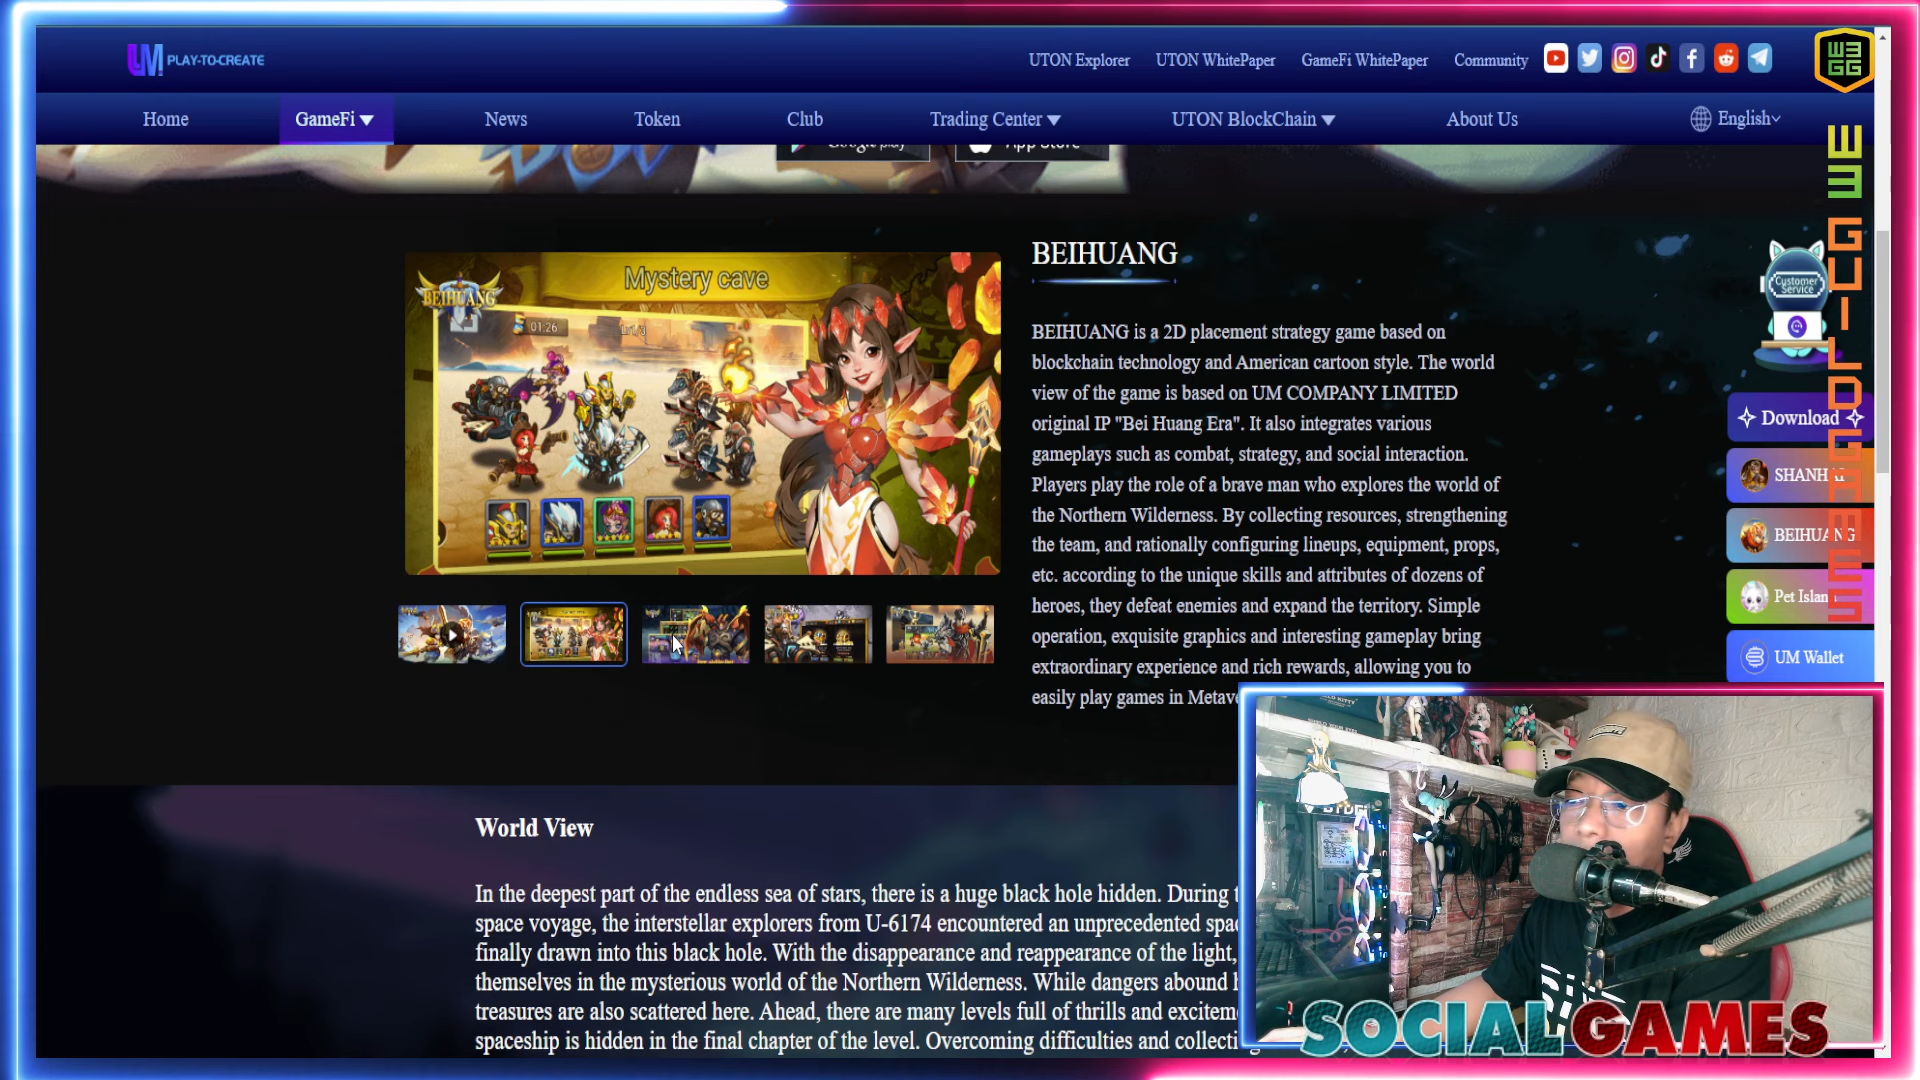 UM PLAY-TO-CREATE
UTON Explorer
UTON WhitePaper
GameFi WhitePaper
Community
Home
GameFi
News
Token
Club
Trading Center
UTON BlockChain
About Us
English
Google play
App Store
BEIHUANG
Mystery cave
01:26
BEIHUANG
BEIHUANG is a 2D placement strategy game based on
blockchain technology and American cartoon style. The world
view of the game is based on UM COMPANY LIMITED
original IP "Bei Huang Era". It also integrates various
gameplays such as combat, strategy, and social interaction.
Players play the role of a brave man who explores the world of
the Northern Wilderness. By collecting resources, strengthening
the team, and rationally configuring lineups, equipment, props,
etc. according to the unique skills and attributes of dozens of
heroes, they defeat enemies and expand the territory. Simple
operation, exquisite graphics and interesting gameplay bring
extraordinary experience and rich rewards, allowing you to
easily play games in
Customer
Service
Download
BEIHUANG
Pet
UM Wallet
W3GG
W3 GUILD GAMES
World View
In the deepest part of the endless sea of stars, there is a huge black hole hidden. During
space voyage, the interstellar explorers from U-6174 encountered an unprecedented
finally drawn into this black hole. With the disappearance and reappearance of the light,
themselves in the mysterious world of the Northern Wilderness. While dangers abound
treasures are also scattered here. Ahead, there are many levels full of thrills and
spaceship is hidden in the final chapter of the level. Overcoming difficulties and
SOCIAL GAMES